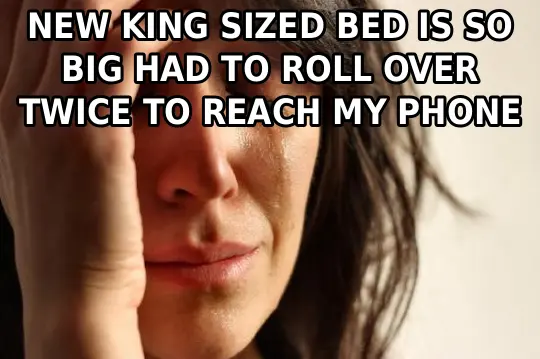 NEW KING SIZED BED IS SO
BIG HAD TO ROLL OVER
TWICE TO REACH MY PHONE